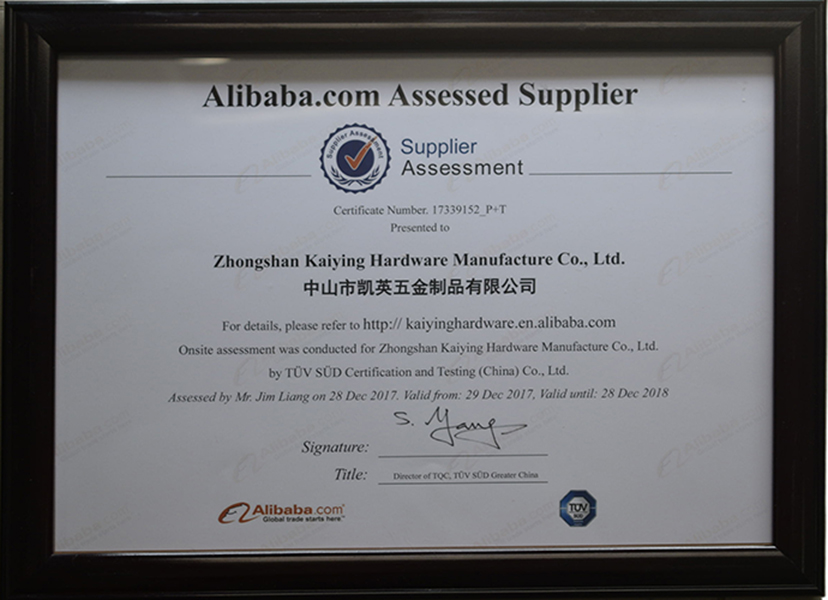 Alibaba.com Assessed Supplier
Supplier Assessment
Supplier
Assessment
Certificate Number. 17339152_P+T
Presented to
Zhongshan Kaiying Hardware Manufacture Co., Ltd.
中山市凯英五金制品有限公司
For details, please refer to http:// kaiyinghardware.en.alibaba.com
Onsite assessment was conducted for Zhongshan Kaiying Hardware Manufacture Co., Ltd.
by TÜV SÜD Certification and Testing (China) Co., Ltd.
Assessed by Mr. Jim Liang on 28 Dec 2017. Valid from: 29 Dec 2017, Valid until: 28 Dec 2018
S. Yang
Signature:
Title: Director of TQC, TÜV SÜD Greater China
Alibaba.com®
Global trade starts here.™
TÜV
SÜD